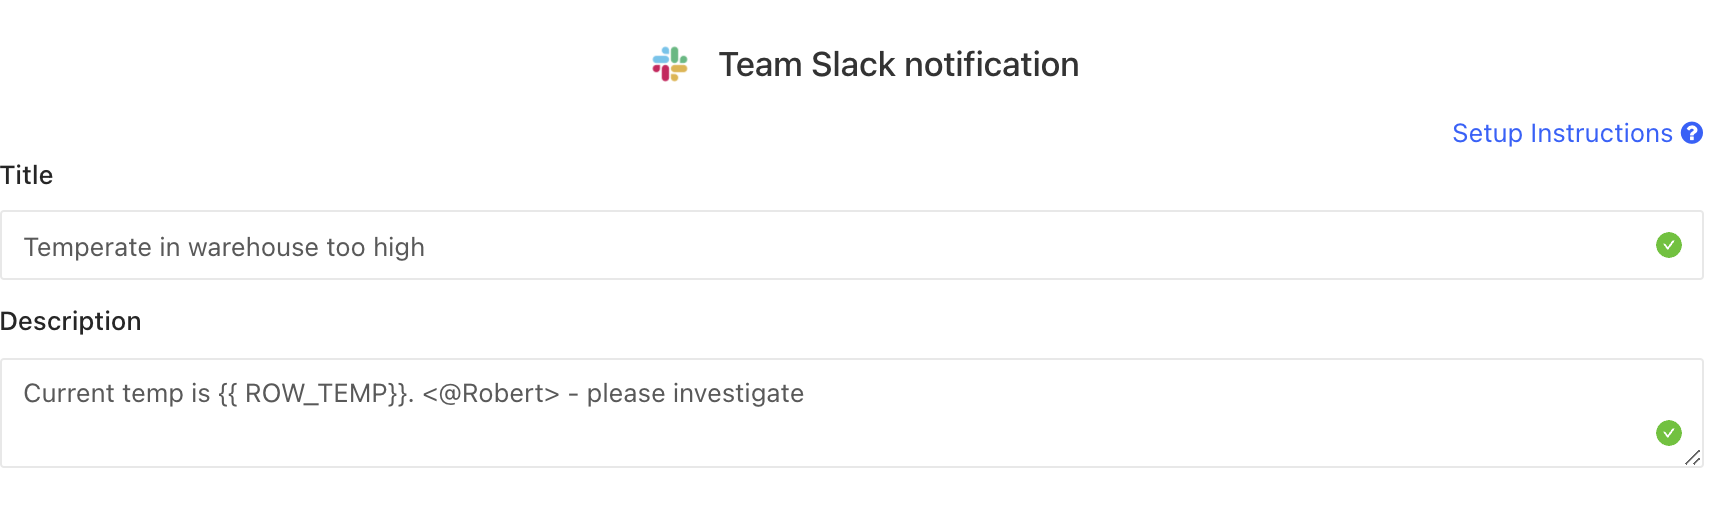 Team Slack notification
Setup Instructions ?
Title
Temperate in warehouse too high
Description
Current temp is {{ ROW_TEMP}}. <@Robert> - please investigate